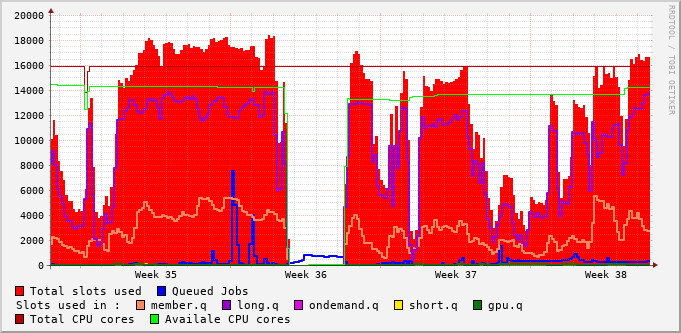 20000
18000
16000
14000
12000
10000
8000
6000
4000
2000
0
Week 35 Week 36 Week 37 Week 38
RRDTOOL / TOBI OETIKER
Total slots used Queued Jobs
Slots used in : member.q long.q ondemand.q short.q gpu.q
Total CPU cores Availale CPU cores